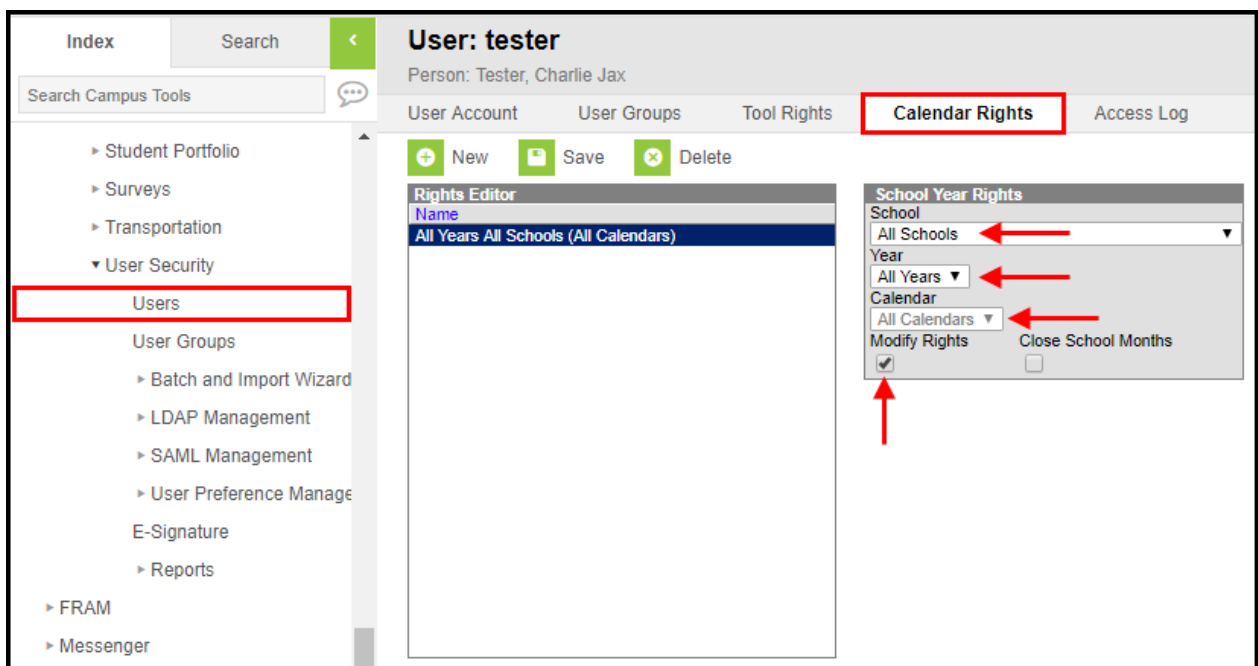 Index
Search
Search Campus Tools
Student Portfolio
Surveys
Transportation
User Security
Users
User Groups
Batch and Import Wizard
LDAP Management
SAML Management
User Preference Manage
E-Signature
Reports
FRAM
Messenger
User: tester
Person: Tester, Charlie Jax
User Account User Groups Tool Rights Calendar Rights Access Log
New Save Delete
Rights Editor
Name
All Years All Schools (All Calendars)
School Year Rights
School
All Schools
Year
All Years
Calendar
All Calendars
Modify Rights Close School Months